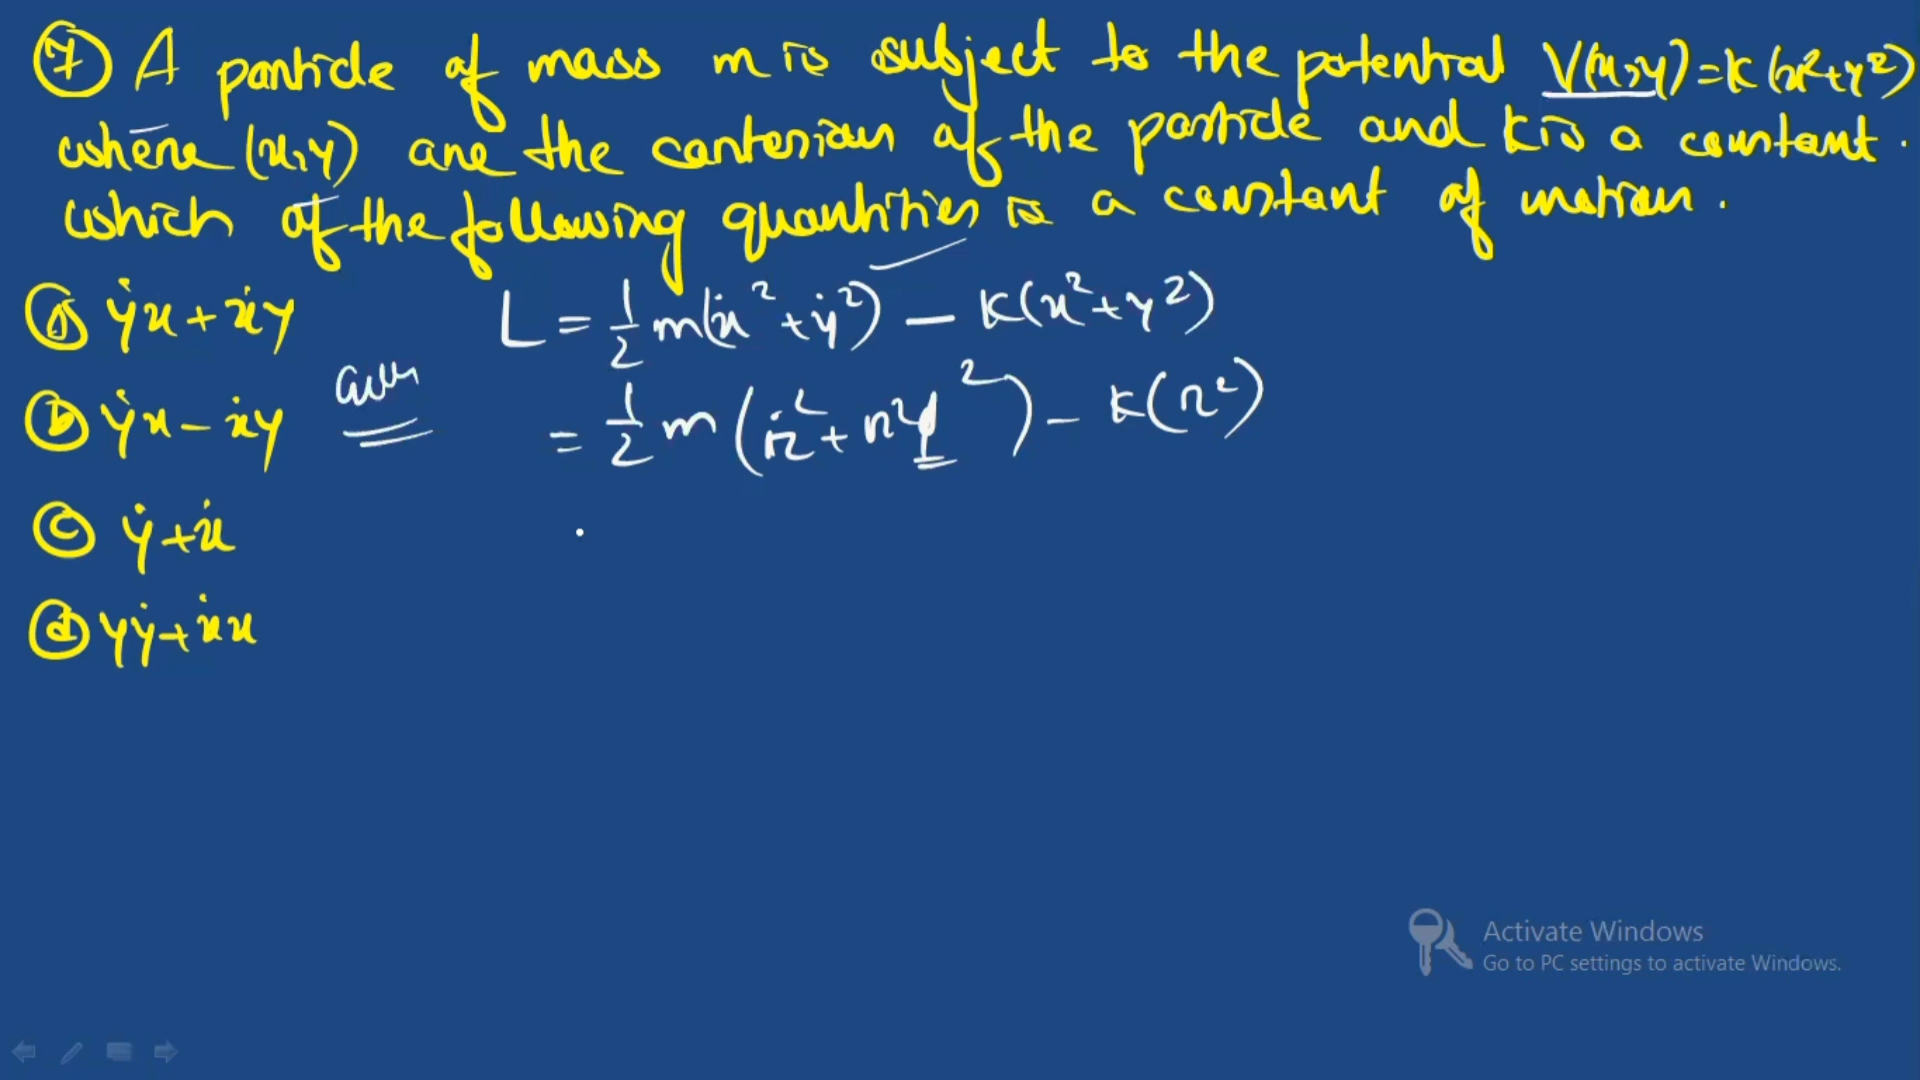 ⑦ A particle of mass m is subject to the potential V(x,y)=K(x²+y²)
where (x,y) are the cartesian of the particle and K is a constant.
which of the following quantities is a constant of motion.
ⓐ ẏx+ẋy
L = 1/2 m(ẋ²+ẏ²) – K(x²+y²)
ⓑ ẏx–ẋy
= 1/2 m(ṙ²+r²φ̇²) – K(r²)
ⓒ ẏ+ẋ
ⓓ yẏ+ẋx
Activate Windows
Go to PC settings to activate Windows.